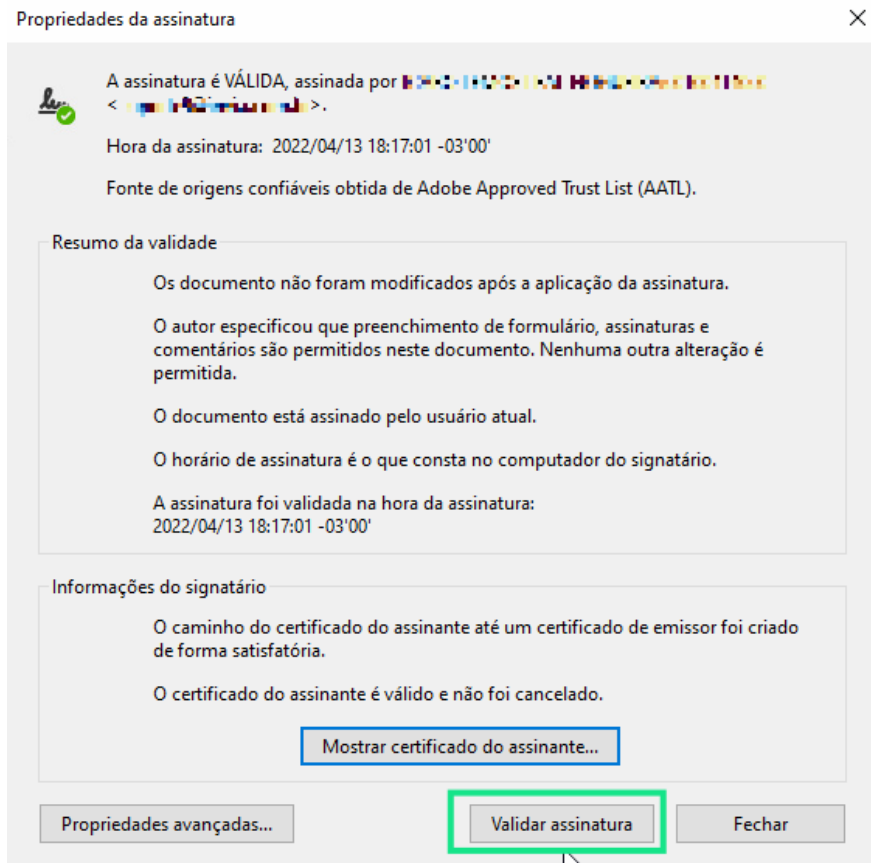 Propriedades da assinatura
A assinatura é VÁLIDA, assinada por
< >.
Hora da assinatura: 2022/04/13 18:17:01 -03'00'
Fonte de origens confiáveis obtida de Adobe Approved Trust List (AATL).
Resumo da validade
Os documento não foram modificados após a aplicação da assinatura.
O autor especificou que preenchimento de formulário, assinaturas e
comentários são permitidos neste documento. Nenhuma outra alteração é
permitida.
O documento está assinado pelo usuário atual.
O horário de assinatura é o que consta no computador do signatário.
A assinatura foi validada na hora da assinatura:
2022/04/13 18:17:01 -03'00'
Informações do signatário
O caminho do certificado do assinante até um certificado de emissor foi criado
de forma satisfatória.
O certificado do assinante é válido e não foi cancelado.
Mostrar certificado do assinante...
Propriedades avançadas... Validar assinatura Fechar